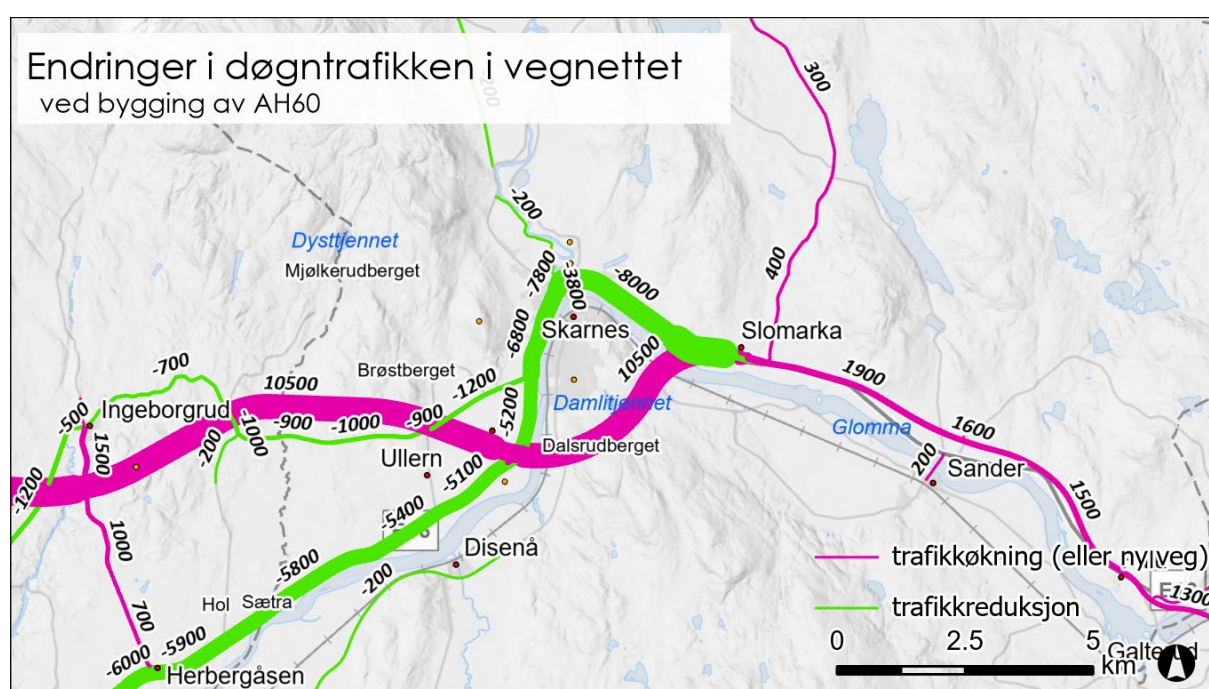 Endringer i døgntrafikken i vegnettet
ved bygging av AH60
-200
300
-200
Dysttjennet
Mjølkerudberget
-7800
-3800
-8000
400
Skarnes
Slomarka
-6800
10500
1900
-700
Brøstberget
-1200
10500
Ingeborgrud
-500
-900
-1000
-900
Damlitjennet
-1000
-200
1500
-5200
Dalsrudberget
Glomma
1600
200
Sander
Ullern
-5100
-1200
1500
-5400
1000
Disenå
-5800
-200
trafikkøkning (eller ny veg)
1300
Hol
Sætra
trafikkreduksjon
700
-5900
-6000
Herbergåsen
0
2.5
5
km